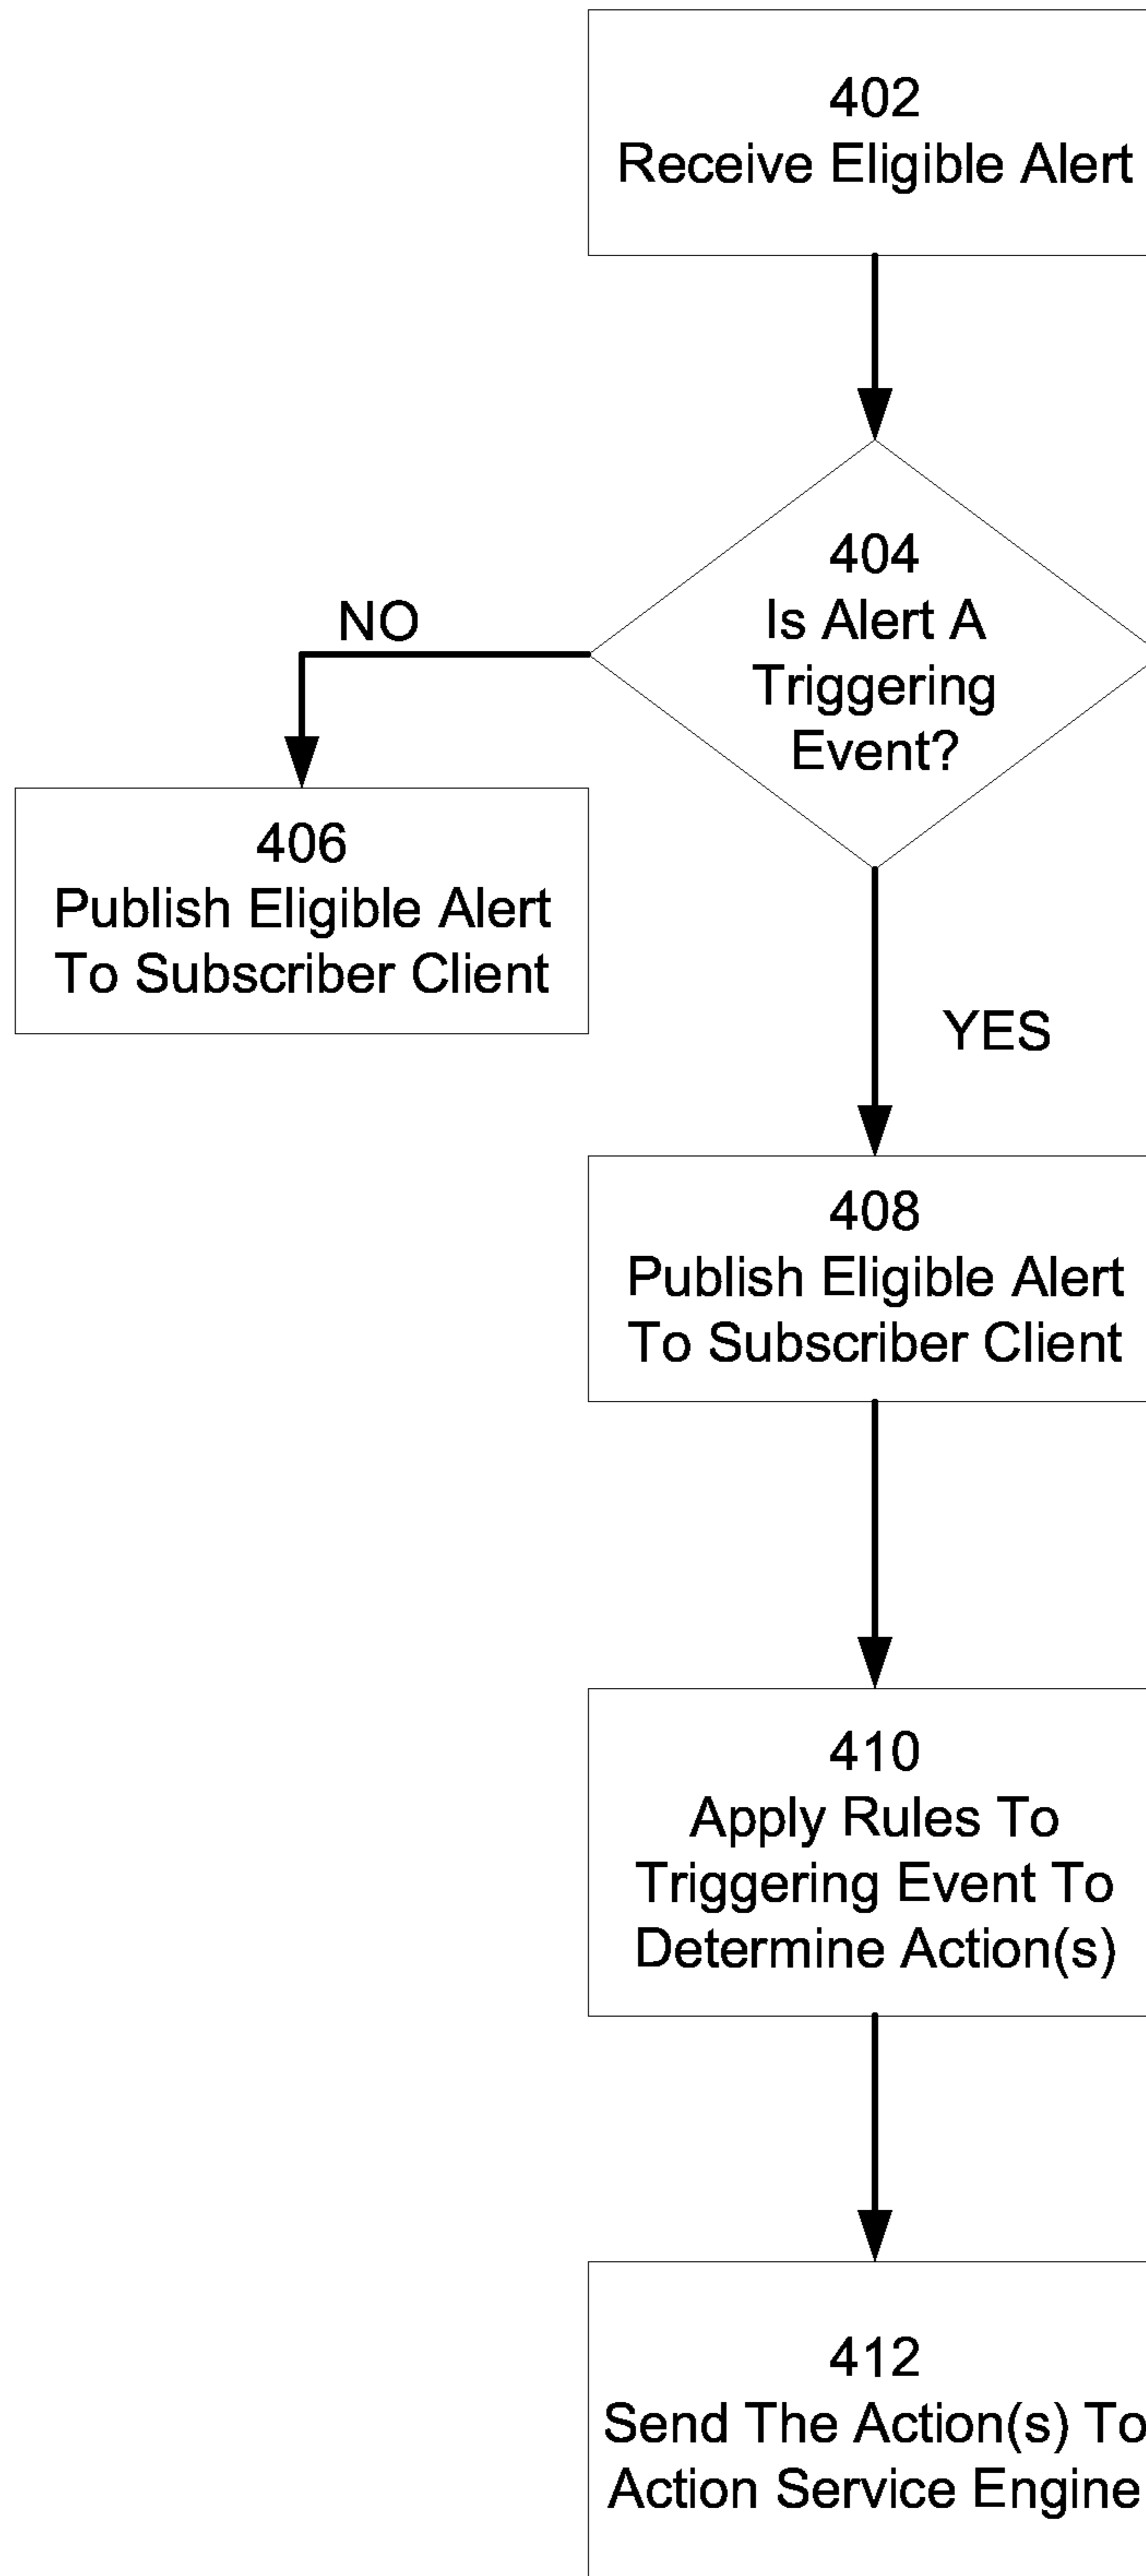 402
Receive Eligible Alert
404
Is Alert A
Triggering
Event?
NO
406
Publish Eligible Alert
To Subscriber Client
YES
408
Publish Eligible Alert
To Subscriber Client
410
Apply Rules To
Triggering Event To
Determine Action(s)
412
Send The Action(s) To
Action Service Engine